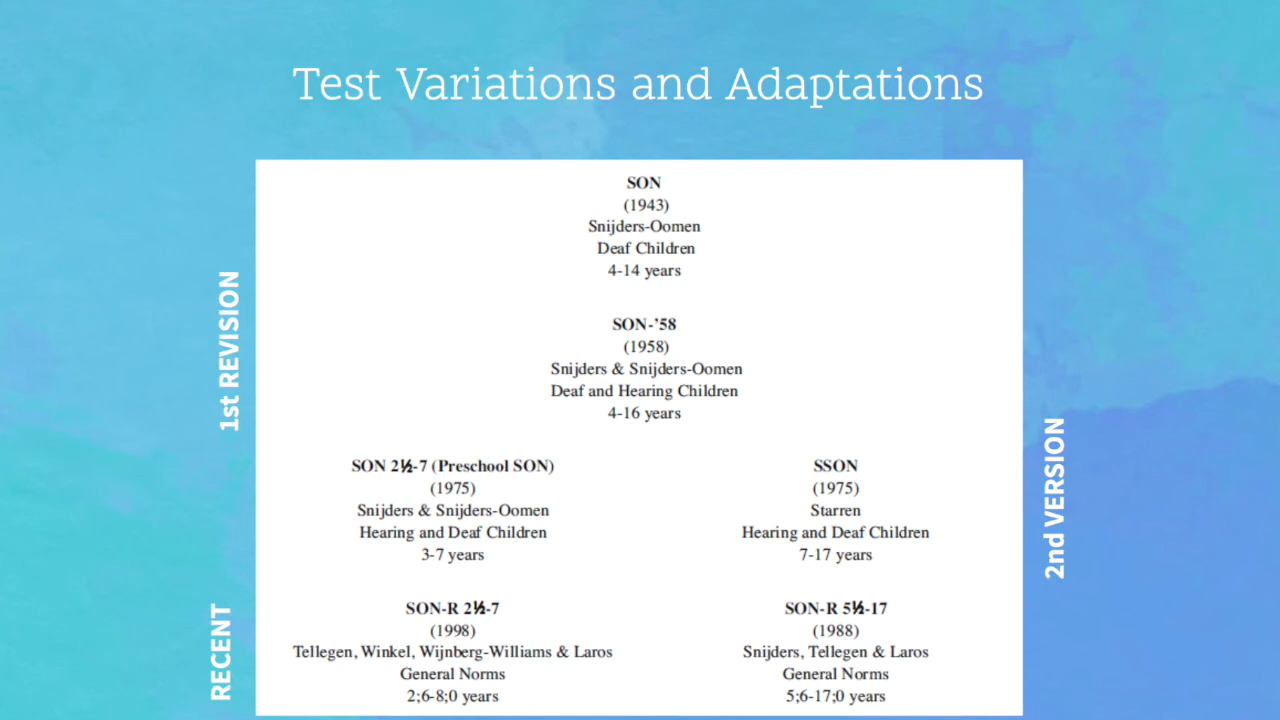 Test Variations and Adaptations
SON
(1943)
Snijders-Oomen
Deaf Children
4-14 years
1st REVISION
SON-’58
(1958)
Snijders & Snijders-Oomen
Deaf and Hearing Children
4-16 years
2nd VERSION
SON 2½-7 (Preschool SON)
(1975)
Snijders & Snijders-Oomen
Hearing and Deaf Children
3-7 years
SSON
(1975)
Starren
Hearing and Deaf Children
7-17 years
RECENT
SON-R 2½-7
(1998)
Tellegen, Winkel, Wijnberg-Williams & Laros
General Norms
2;6-8;0 years
SON-R 5½-17
(1988)
Snijders, Tellegen & Laros
General Norms
5;6-17;0 years